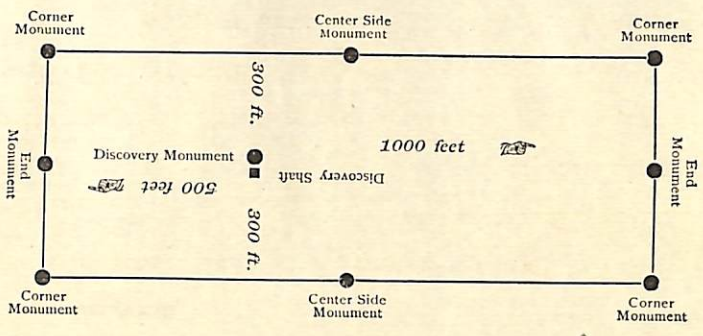 Corner
Monument
Center Side
Monument
Corner
Monument
300 ft.
1000 feet
End
Monument
Discovery Monument
Discovery Shaft
500 feet
End
Monument
300 ft.
Corner
Monument
Center Side
Monument
Corner
Monument